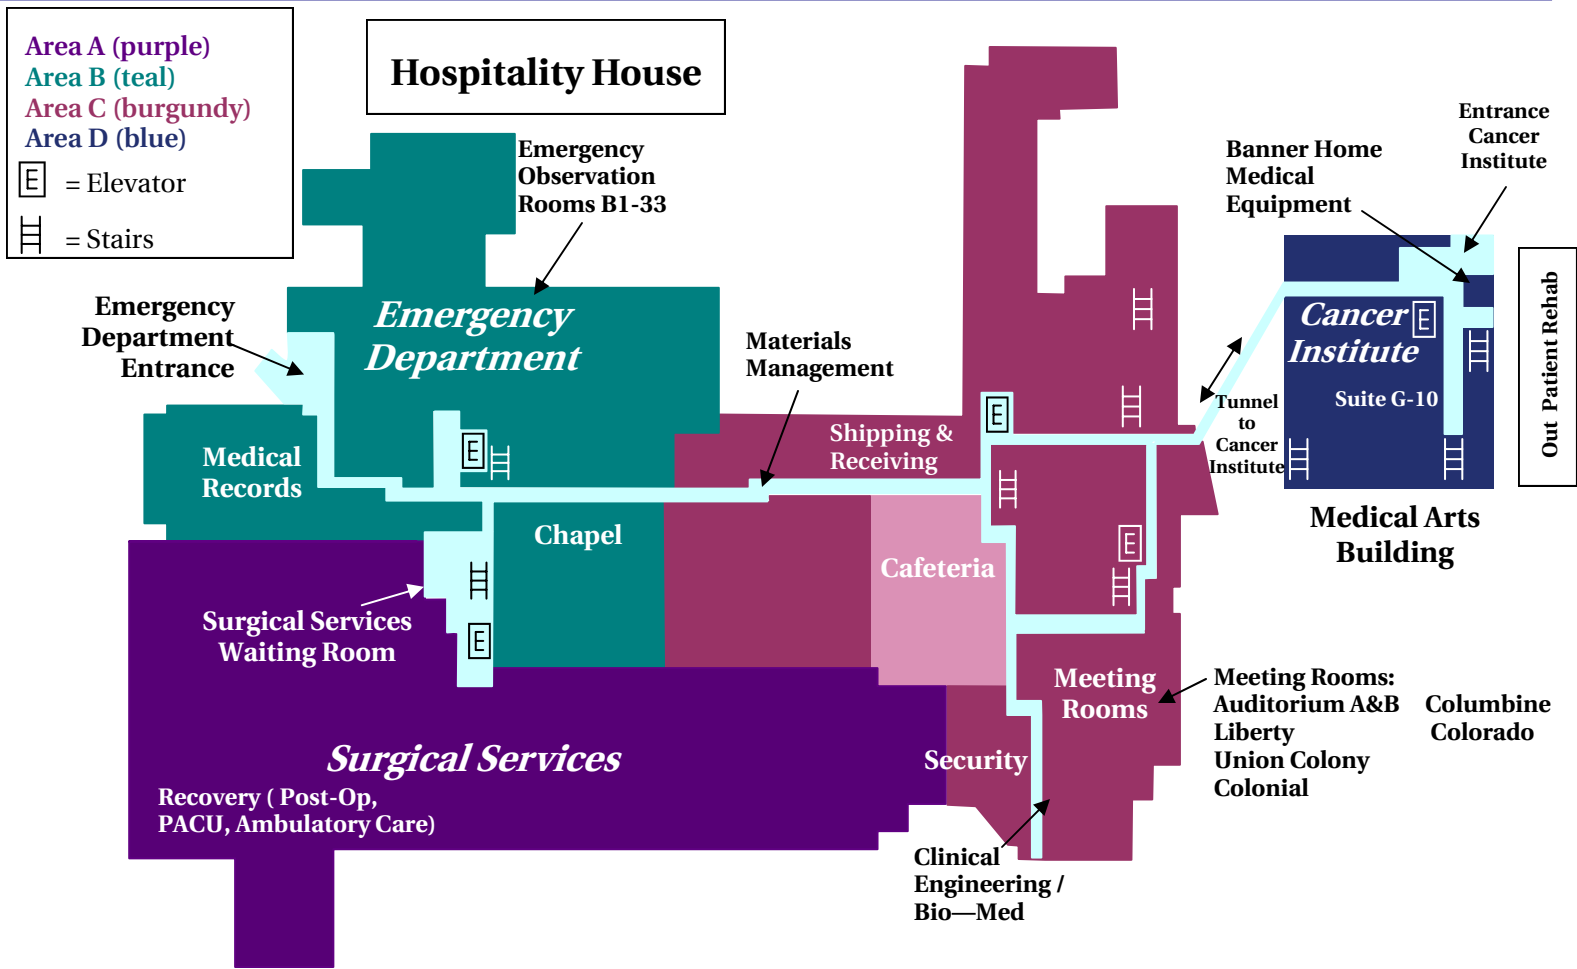 Area A (purple)
Area B (teal)
Area C (burgundy)
Area D (blue)
E = Elevator
= Stairs
Hospitality House
Emergency
Observation
Rooms B1-33
Entrance
Cancer
Institute
Banner Home
Medical
Equipment
Emergency
Department
Entrance
Emergency
Department
Materials
Management
Cancer
Institute
E
Suite G-10
Out Patient Rehab
Tunnel
to
Cancer
Institute
Medical Arts
Building
Medical
Records
E
Shipping &
Receiving
E
Chapel
Cafeteria
E
Surgical Services
Waiting Room
E
Meeting
Rooms
Meeting Rooms:
Auditorium A&B Columbine
Liberty Colorado
Union Colony
Colonial
Surgical Services
Security
Recovery ( Post-Op,
PACU, Ambulatory Care)
Clinical
Engineering /
Bio—Med